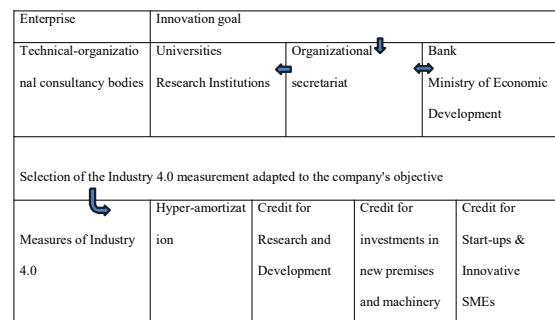 Enterprise
Innovation goal
Technical-organizatio
nal consultancy bodies
Universities
Research Institutions
Organizational
secretariat
Bank
Ministry of Economic
Development
Selection of the Industry 4.0 measurement adapted to the company's objective
Measures of Industry
4.0
Hyper-amortizat
ion
Credit for
Research and
Development
Credit for
investments in
new premises
and machinery
Credit for
Start-ups &
Innovative
SMEs